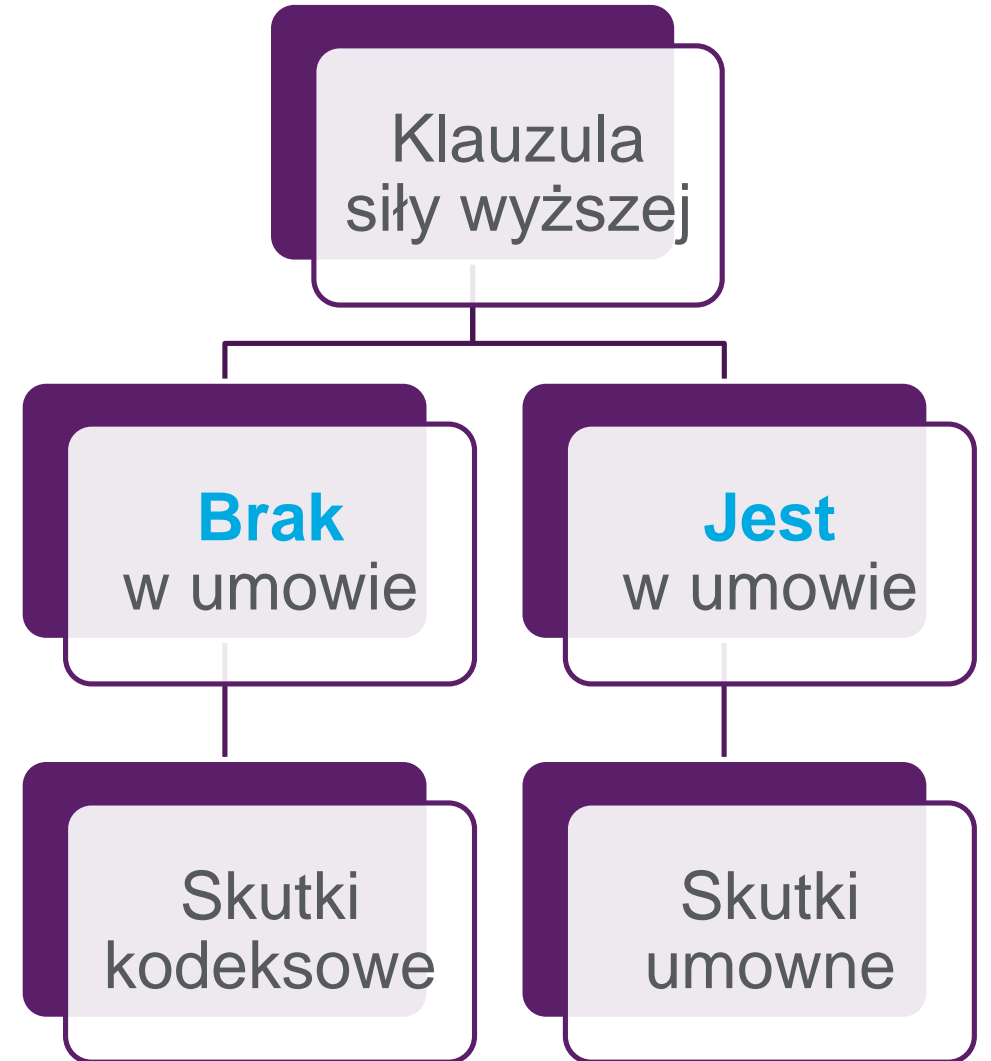 Klauzula
siły wyższej
Brak
w umowie
Jest
w umowie
Skutki
kodeksowe
Skutki
umowne